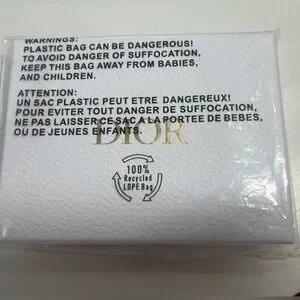 WARNINGS:
PLASTIC BAG CAN BE DANGEROUS!
TO AVOID DANGER OF SUFFOCATION,
KEEP THIS BAG AWAY FROM BABIES,
AND CHILDREN.
ATTENTION:
UN SAC PLASTIC PEUT ETRE DANGEREUX!
POUR EVITER TOUT DANGER DE SUFFOCATION,
NE PAS LAISSER CE SAC A LA PORTEE DE BEBES,
OU DE JEUNES ENFANTS.
DIOR
100%
Recycled
LDPE Bag